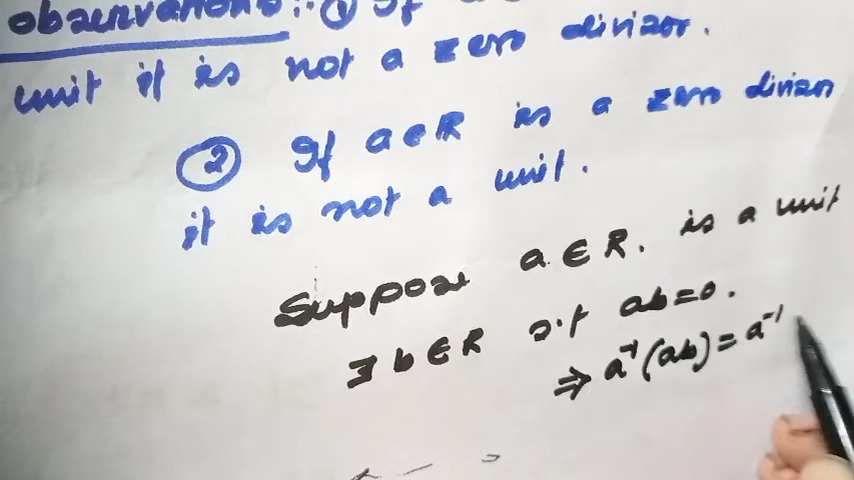 Observations :- ① If
unit it is not a zero divisor.
② If a∈R is a zero divisor
it is not a unit.
Suppose a∈R. is a unit
∃ b∈R s.t ab=0.
⇒ a⁻¹(ab)=a⁻¹